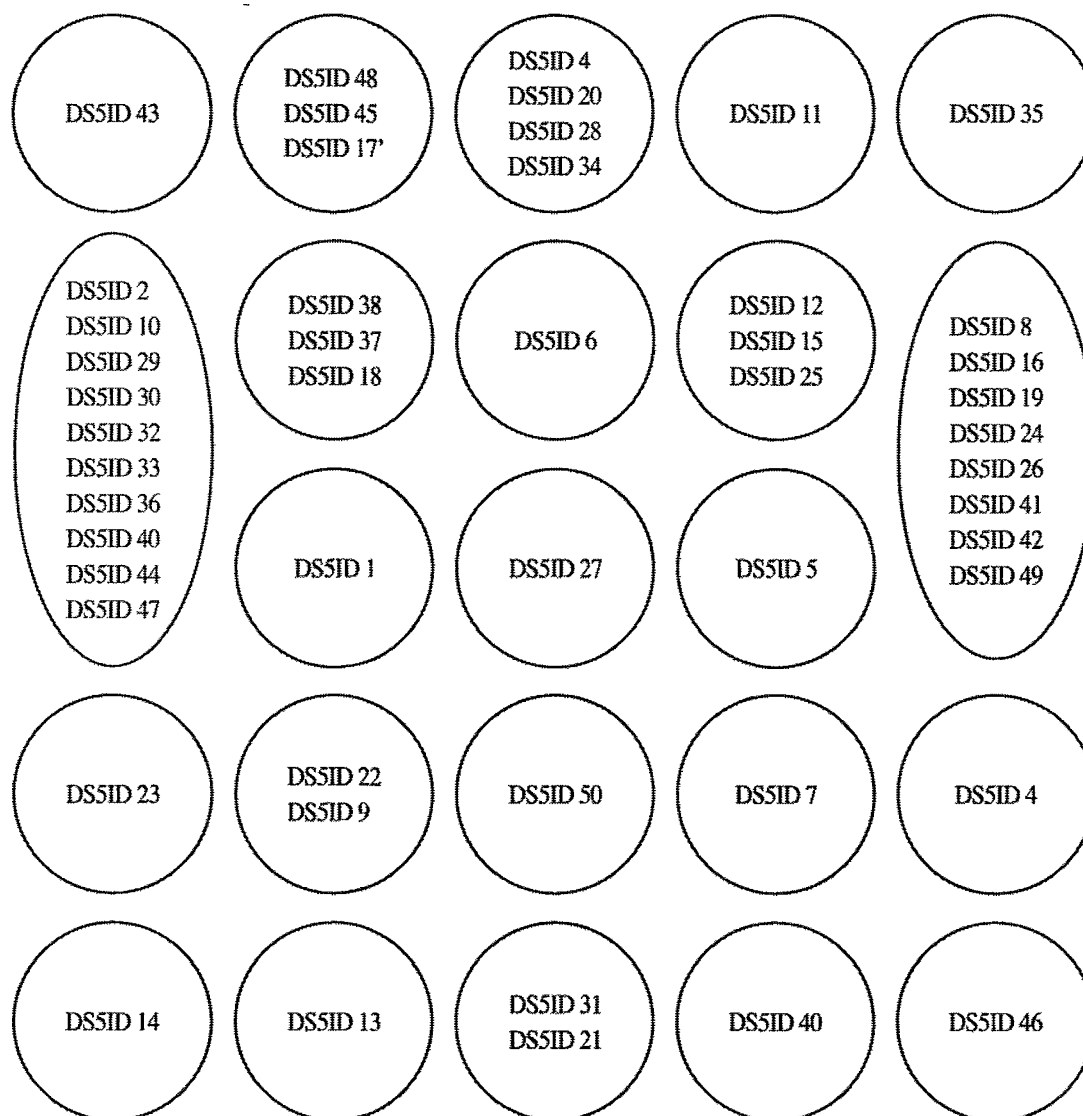 DS5ID 43
DS5ID 48
DS5ID 45
DS5ID 17'
DS5ID 4
DS5ID 20
DS5ID 28
DS5ID 34
DS5ID 11
DS5ID 35
DS5ID 2
DS5ID 10
DS5ID 29
DS5ID 30
DS5ID 32
DS5ID 33
DS5ID 36
DS5ID 40
DS5ID 44
DS5ID 47
DS5ID 38
DS5ID 37
DS5ID 18
DS5ID 6
DS5ID 12
DS5ID 15
DS5ID 25
DS5ID 8
DS5ID 16
DS5ID 19
DS5ID 24
DS5ID 26
DS5ID 41
DS5ID 42
DS5ID 49
DS5ID 1
DS5ID 27
DS5ID 5
DS5ID 23
DS5ID 22
DS5ID 9
DS5ID 50
DS5ID 7
DS5ID 4
DS5ID 14
DS5ID 13
DS5ID 31
DS5ID 21
DS5ID 40
DS5ID 46